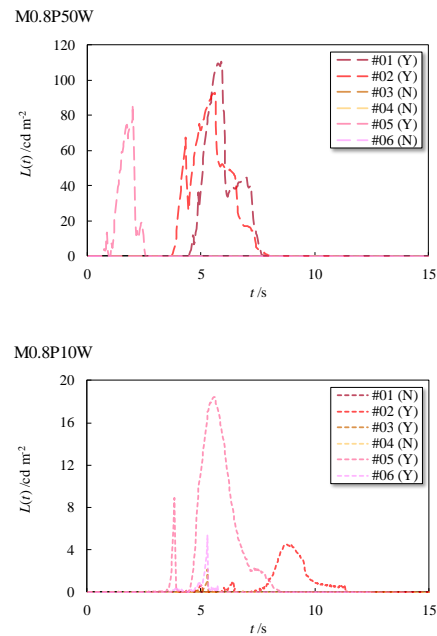 M0.8P50W
120
100
80
60
40
20
0
L(t) /cd m-2
0 5 10 15
t /s
#01 (Y)
#02 (Y)
#03 (N)
#04 (N)
#05 (Y)
#06 (N)
M0.8P10W
20
16
12
8
4
0
L(t) /cd m-2
0 5 10 15
t /s
#01 (N)
#02 (Y)
#03 (Y)
#04 (N)
#05 (Y)
#06 (Y)